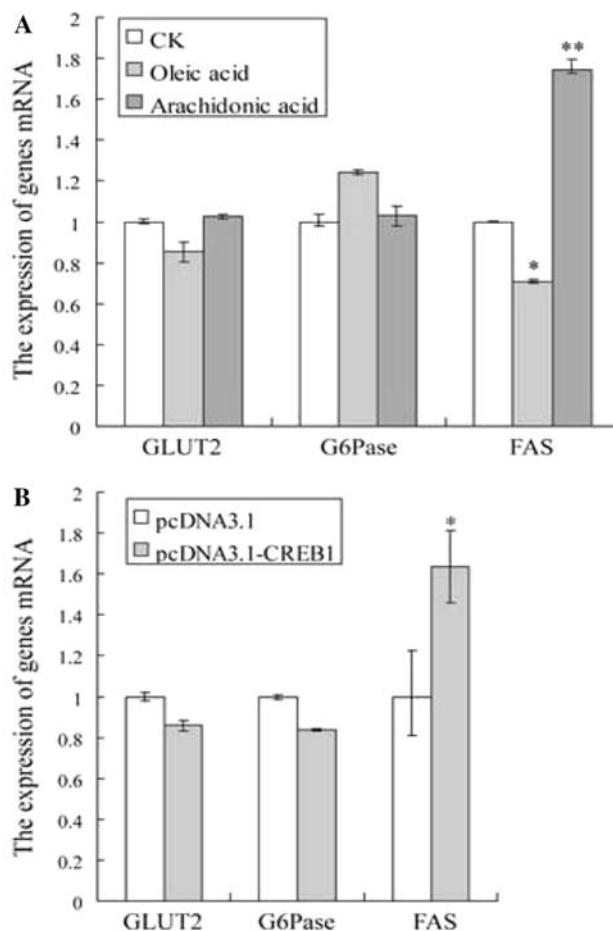 A
The expression of genes mRNA
2
1.8
1.6
1.4
1.2
1
0.8
0.6
0.4
0.2
0
CK
Oleic acid
Arachidonic acid
*
**
GLUT2 G6Pase FAS
B
The expression of genes mRNA
2
1.8
1.6
1.4
1.2
1
0.8
0.6
0.4
0.2
0
pcDNA3.1
pcDNA3.1-CREB1
*
GLUT2 G6Pase FAS